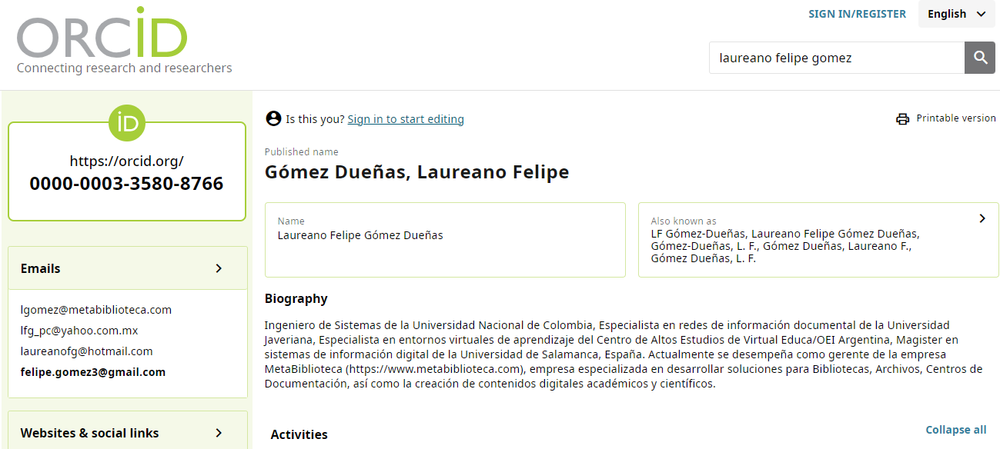 ORCID
Connecting research and researchers
SIGN IN/REGISTER
English
laureano felipe gomez
iD
https://orcid.org/
0000-0003-3580-8766
Emails
lgomez@metabiblioteca.com
lfg_pc@yahoo.com.mx
laureanofg@hotmail.com
felipe.gomez3@gmail.com
Websites & social links
Is this you? Sign in to start editing
Printable version
Published name
Gómez Dueñas, Laureano Felipe
Name
Laureano Felipe Gómez Dueñas
Also known as
LF Gómez-Dueñas, Laureano Felipe Gómez Dueñas,
Gómez-Dueñas, L. F., Gómez Dueñas, Laureano F.,
Gómez Dueñas, L. F.
Biography
Ingeniero de Sistemas de la Universidad Nacional de Colombia, Especialista en redes de información documental de la Universidad
Javeriana, Especialista en entornos virtuales de aprendizaje del Centro de Altos Estudios de Virtual Educa/OEI Argentina, Magister en
sistemas de información digital de la Universidad de Salamanca, España. Actualmente se desempeña como gerente de la empresa
MetaBiblioteca (https://www.metabiblioteca.com), empresa especializada en desarrollar soluciones para Bibliotecas, Archivos, Centros de
Documentación, así como la creación de contenidos digitales académicos y científicos.
Activities
Collapse all